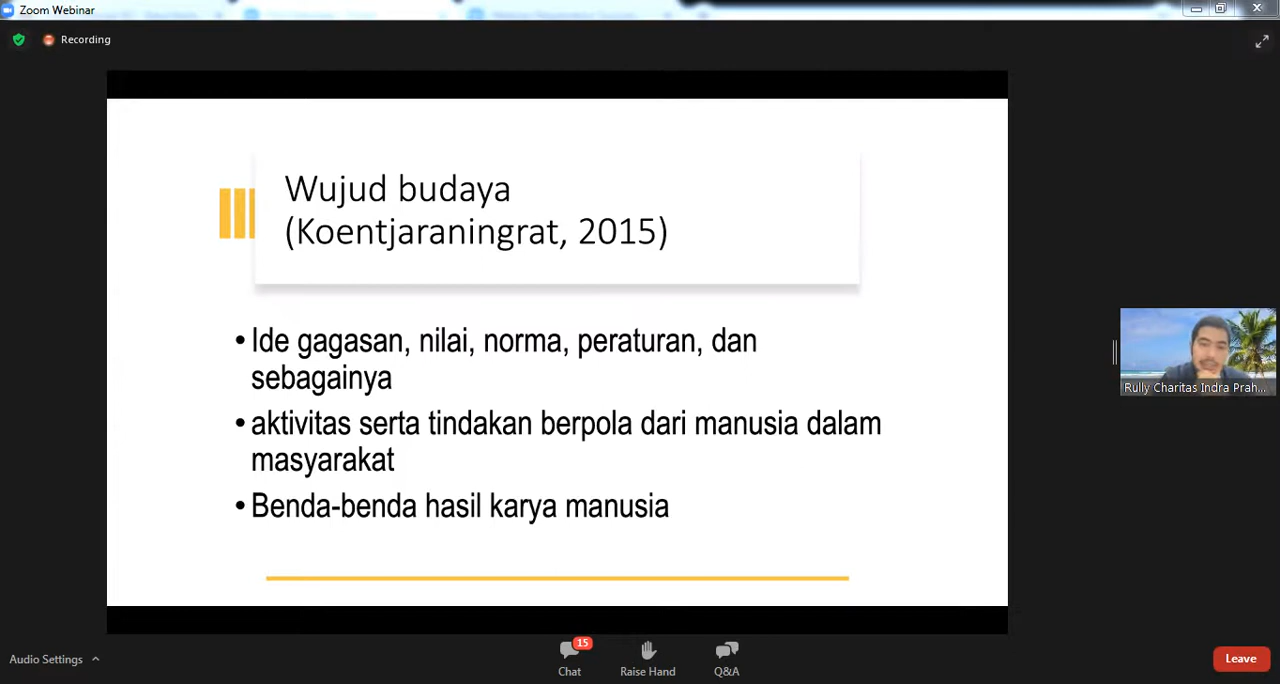 Zoom Webinar
Recording
Wujud budaya
(Koentjaraningrat, 2015)
• Ide gagasan, nilai, norma, peraturan, dan
sebagainya
• aktivitas serta tindakan berpola dari manusia dalam
masyarakat
• Benda-benda hasil karya manusia
Rully Charitas Indra Prah...
Audio Settings
15
Chat
Raise Hand
Q&A
Leave